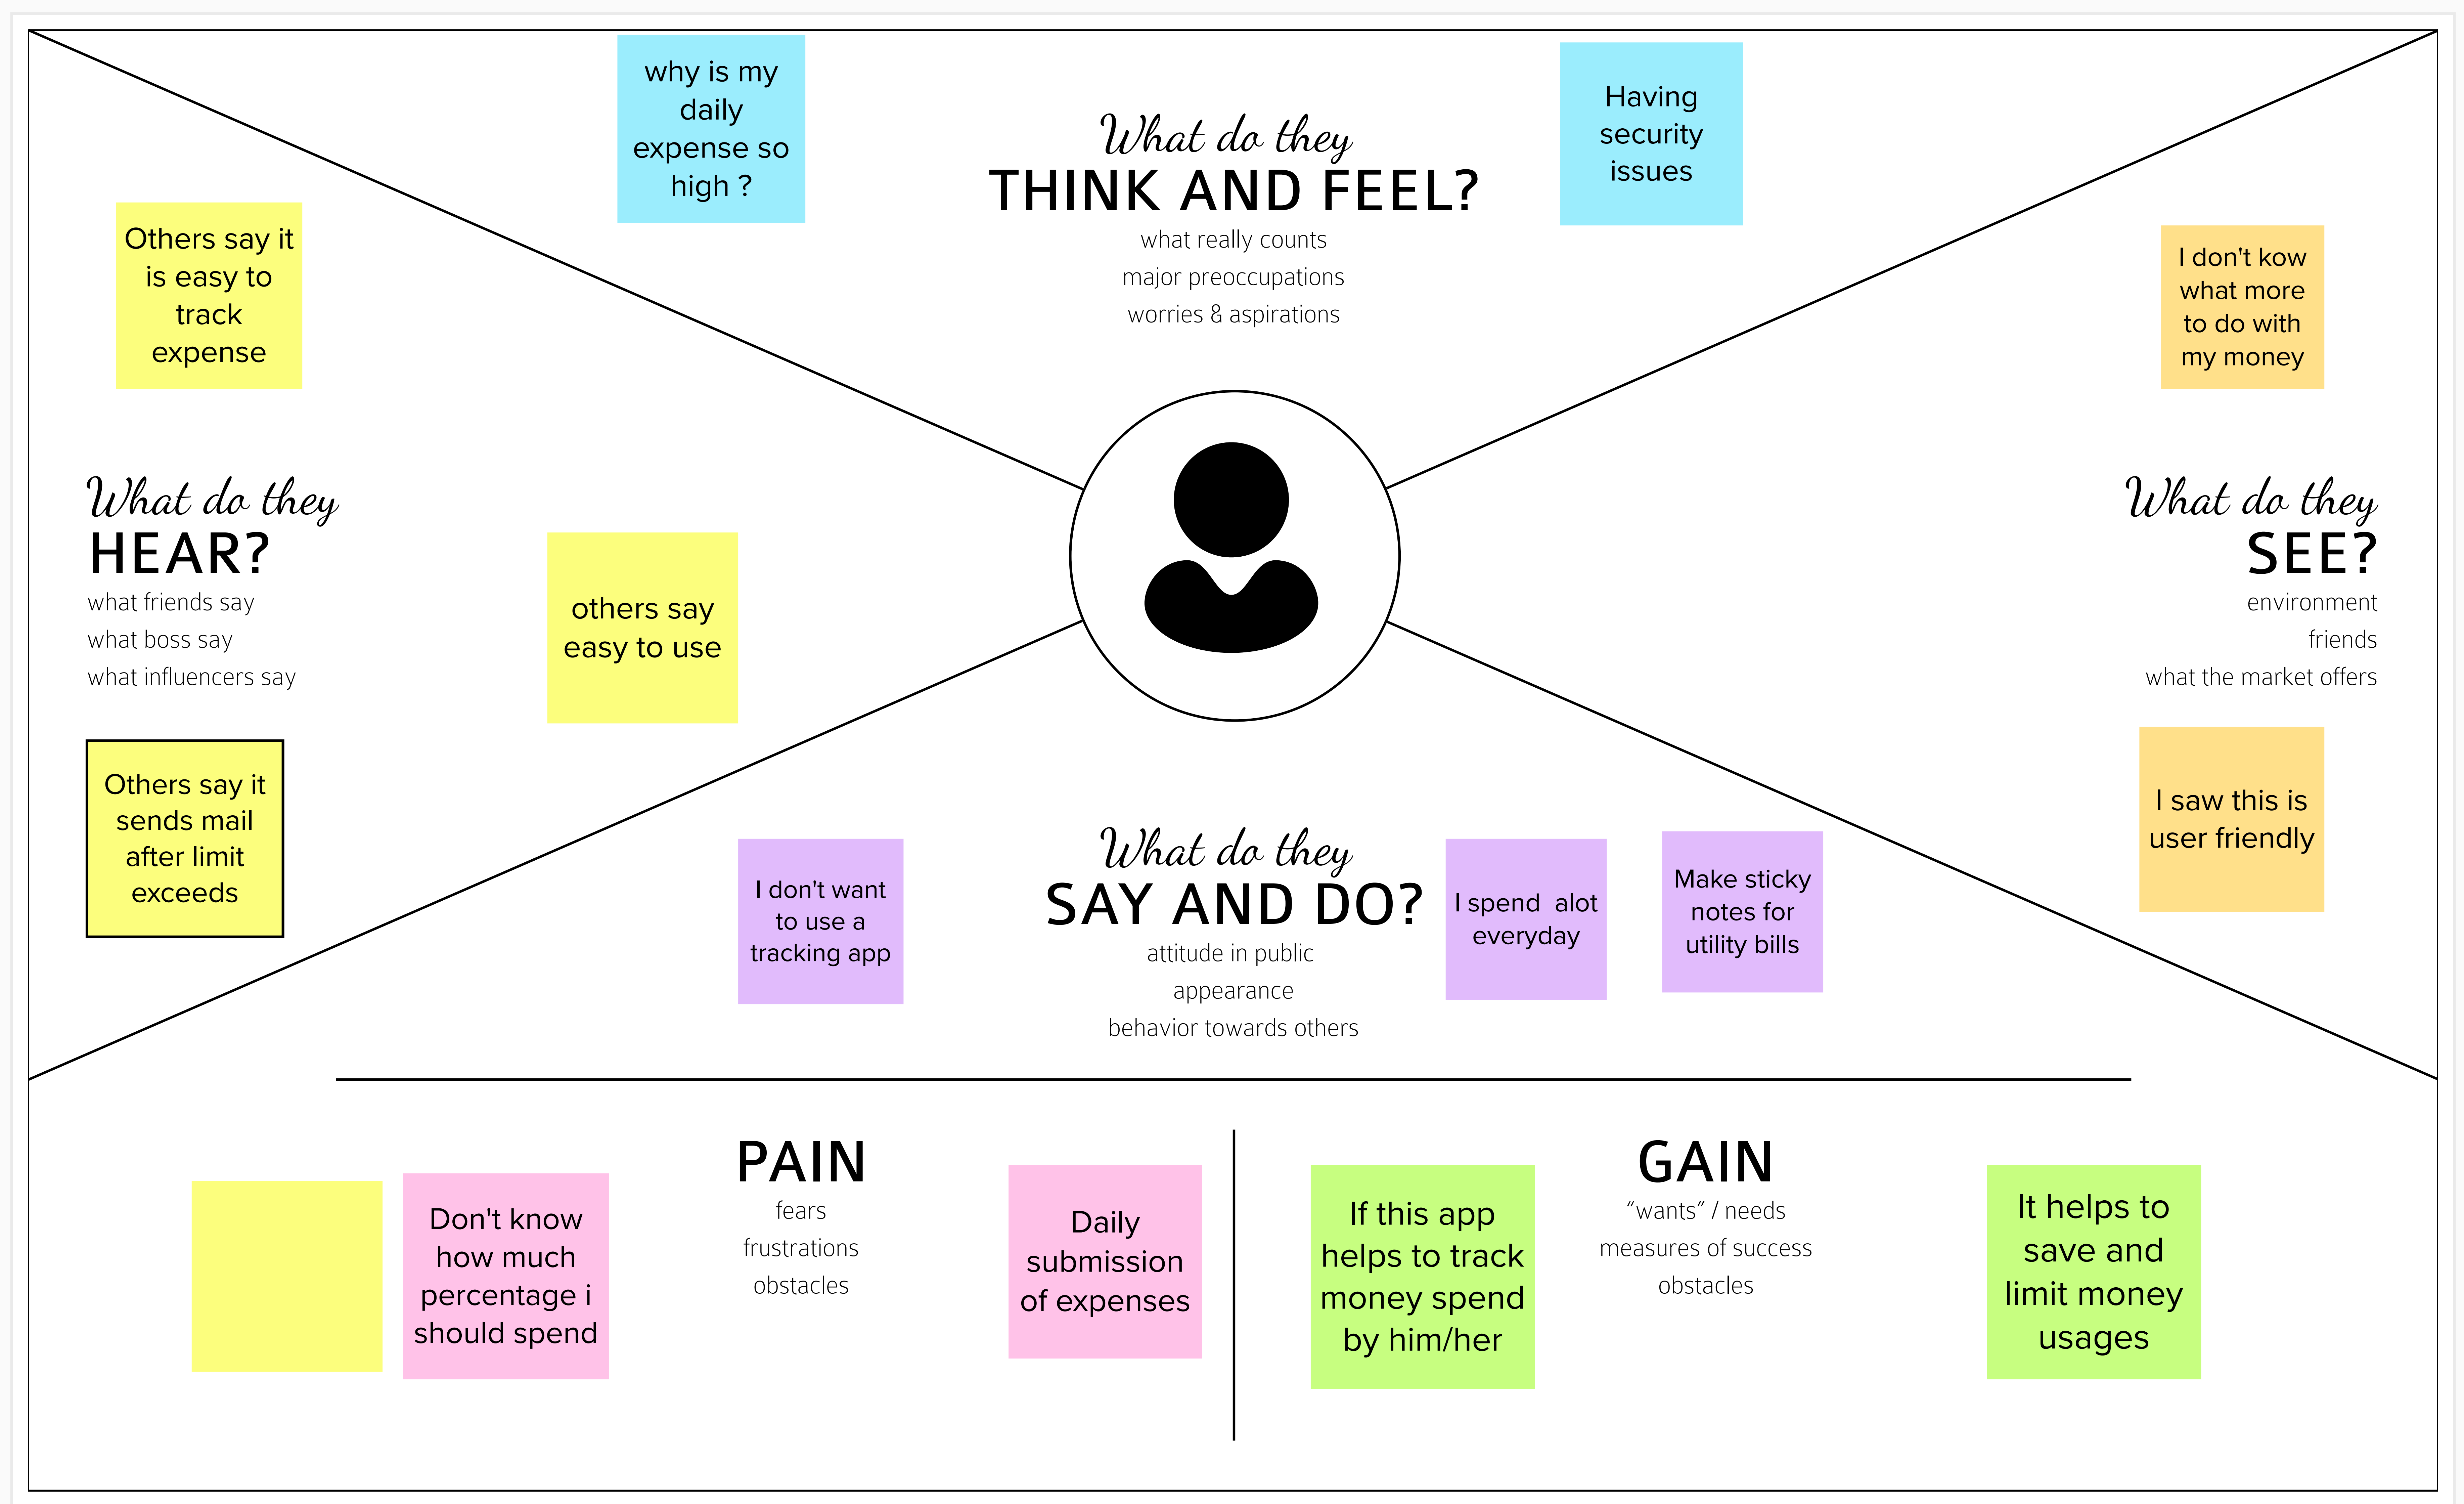 why is my
daily
expense so
high ?
What do they
THINK AND FEEL?
what really counts
major preoccupations
worries & aspirations
Having
security
issues
Others say it
is easy to
track
expense
What do they
HEAR?
what friends say
what boss say
what influencers say
others say
easy to use
Others say it
sends mail
after limit
exceeds
I don't kow
what more
to do with
my money
What do they
SEE?
environment
friends
what the market offers
I saw this is
user friendly
I don't want
to use a
tracking app
What do they
SAY AND DO?
attitude in public
appearance
behavior towards others
I spend  alot
everyday
Make sticky
notes for
utility bills
Don't know
how much
percentage i
should spend
PAIN
fears
frustrations
obstacles
Daily
submission
of expenses
If this app
helps to track
money spend
by him/her
GAIN
“wants” / needs
measures of success
obstacles
It helps to
save and
limit money
usages